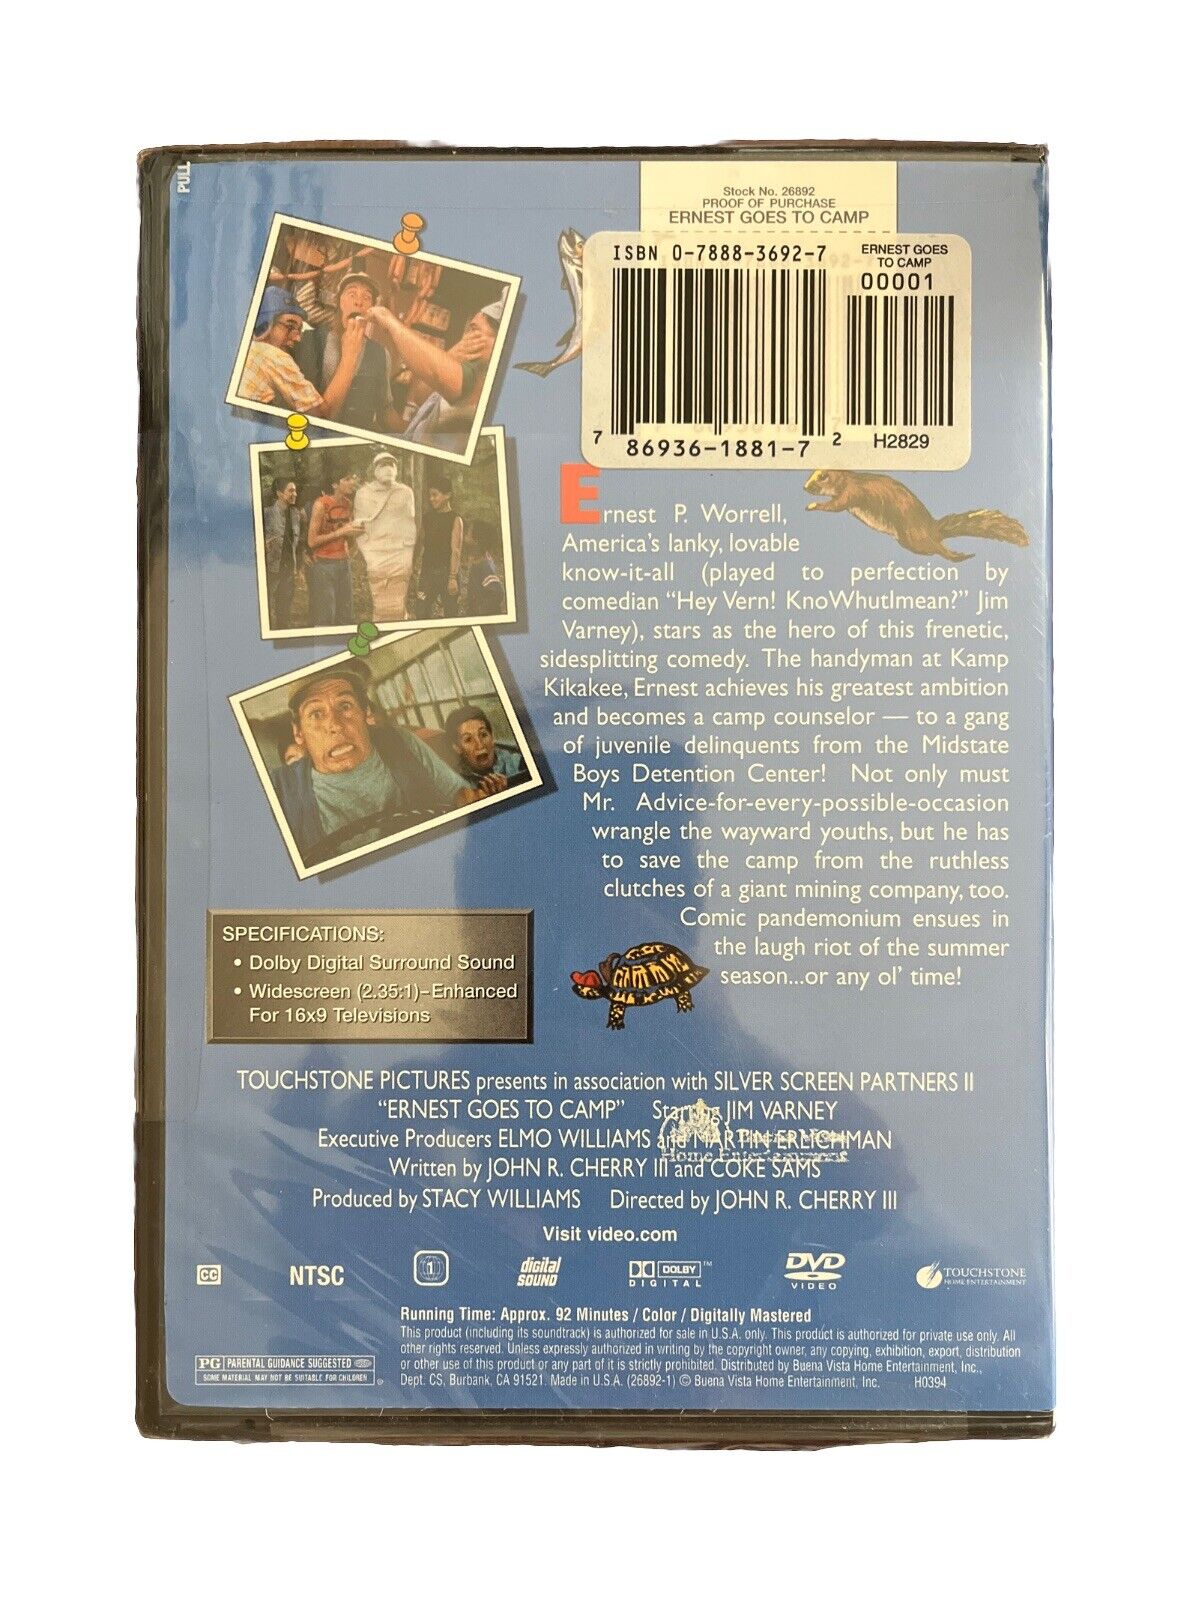 PULL
Stock No. 26892
PROOF OF PURCHASE
ERNEST GOES TO CAMP
ISBN 0-7888-3692-7
ERNEST GOES
TO CAMP
00001
7
86936-1881-7
2
H2829
Ernest P. Worrell,
America's lanky, lovable
know-it-all (played to perfection by
comedian "Hey Vern! KnoWhutImean?" Jim
Varney), stars as the hero of this frenetic,
sidesplitting comedy. The handyman at Kamp
Kikakee, Ernest achieves his greatest ambition
and becomes a camp counselor — to a gang
of juvenile delinquents from the Midstate
Boys Detention Center! Not only must
Mr. Advice-for-every-possible-occasion
wrangle the wayward youths, but he has
to save the camp from the ruthless
clutches of a giant mining company, too.
Comic pandemonium ensues in
the laugh riot of the summer
season...or any ol' time!
SPECIFICATIONS:
• Dolby Digital Surround Sound
• Widescreen (2.35:1)–Enhanced
For 16x9 Televisions
TOUCHSTONE PICTURES presents in association with SILVER SCREEN PARTNERS II
"ERNEST GOES TO CAMP" Starring JIM VARNEY
Executive Producers ELMO WILLIAMS and MARTIN ERLICHMAN
Home Entertainment
Written by JOHN R. CHERRY III and COKE SAMS
Produced by STACY WILLIAMS Directed by JOHN R. CHERRY III
Visit video.com
CC NTSC 1 digital SOUND DOLBY DIGITAL ™ DVD VIDEO TOUCHSTONE HOME ENTERTAINMENT
Running Time: Approx. 92 Minutes / Color / Digitally Mastered
This product (including its soundtrack) is authorized for sale in U.S.A. only. This product is authorized for private use only. All
other rights reserved. Unless expressly authorized in writing by the copyright owner, any copying, exhibition, export, distribution
or other use of this product or any part of it is strictly prohibited. Distributed by Buena Vista Home Entertainment, Inc.,
Dept. CS, Burbank, CA 91521. Made in U.S.A. (26892-1) © Buena Vista Home Entertainment, Inc. H0394
PG PARENTAL GUIDANCE SUGGESTED
SOME MATERIAL MAY NOT BE SUITABLE FOR CHILDREN